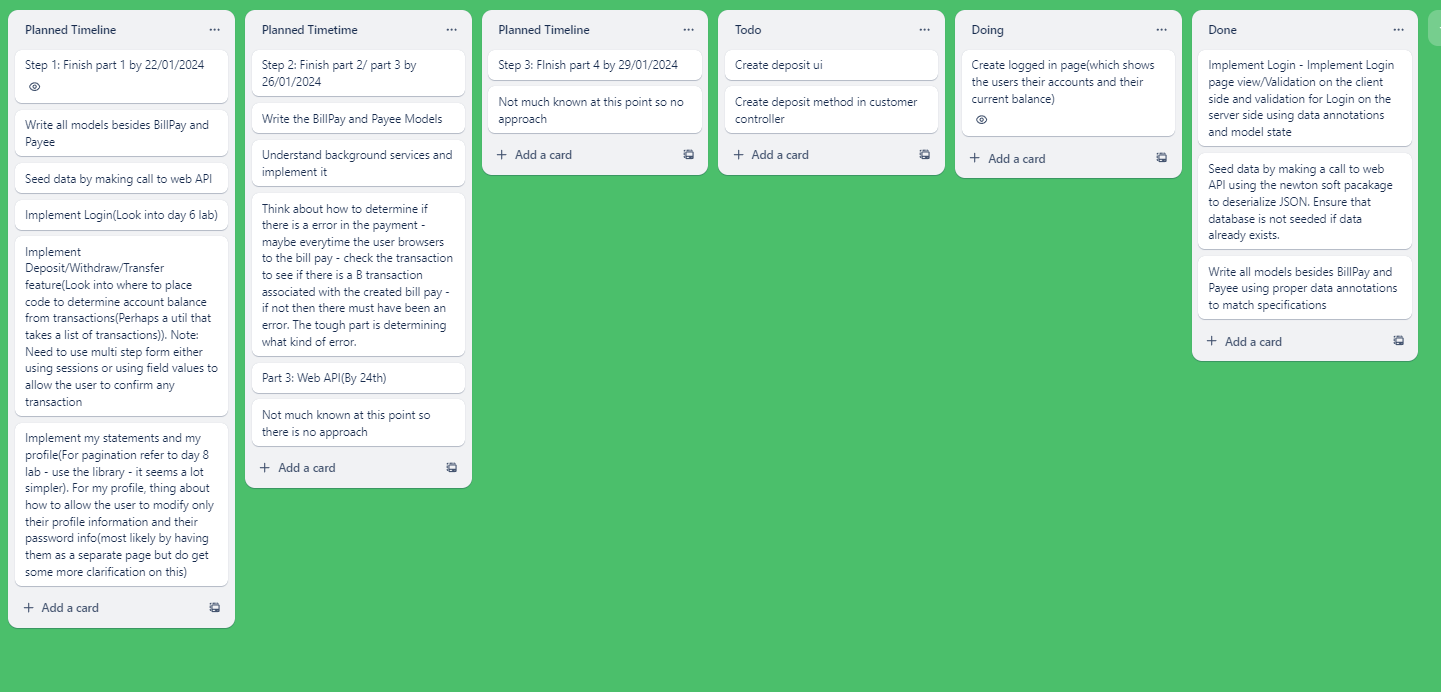 Planned Timeline
Step 1: Finish part 1 by 22/01/2024
Write all models besides BillPay and
Payee
Seed data by making call to web API
Implement Login(Look into day 6 lab)
Implement
Deposit/Withdraw/Transfer
feature(Look into where to place
code to determine account balance
from transactions(Perhaps a util that
takes a list of transactions)). Note:
Need to use multi step form either
using sessions or using field values to
allow the user to confirm any
transaction
Implement my statements and my
profile(For pagination refer to day 8
lab - use the library - it seems a lot
simpler). For my profile, thing about
how to allow the user to modify only
their profile information and their
password info(most likely by having
them as a separate page but do get
some more clarification on this)
Add a card
Planned Timetime
Step 2: Finish part 2/ part 3 by
26/01/2024
Write the BillPay and Payee Models
Understand background services and
implement it
Think about how to determine if
there is a error in the payment -
maybe everytime the user browsers
to the bill pay - check the transaction
to see if there is a B transaction
associated with the created bill pay -
if not then there must have been an
error. The tough part is determining
what kind of error.
Part 3: Web API(By 24th)
Not much known at this point so
there is no approach
Add a card
Planned Timeline
Step 3: FInish part 4 by 29/01/2024
Not much known at this point so no
approach
Add a card
Todo
Create deposit ui
Create deposit method in customer
controller
Add a card
Doing
Create logged in page(which shows
the users their accounts and their
current balance)
Add a card
Done
Implement Login - Implement Login
page view/Validation on the client
side and validation for Login on the
server side using data annotations
and model state
Seed data by making a call to web
API using the newton soft pacakage
to deserialize JSON. Ensure that
database is not seeded if data
already exists.
Write all models besides BillPay and
Payee using proper data annotations
to match specifications
Add a card